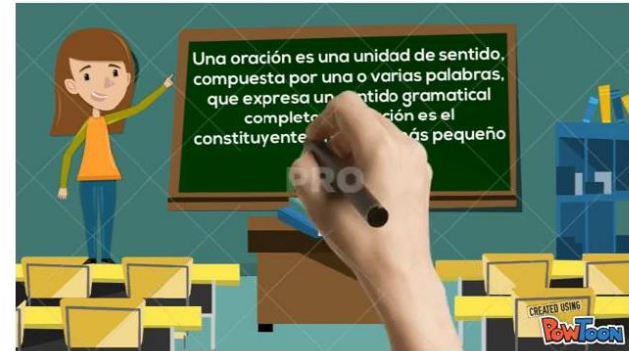 Una oración es una unidad de sentido,
compuesta por una o varias palabras,
que expresa un gramatical
es el
constituyente pequeño
PRO
CREATED USING
POWTOON